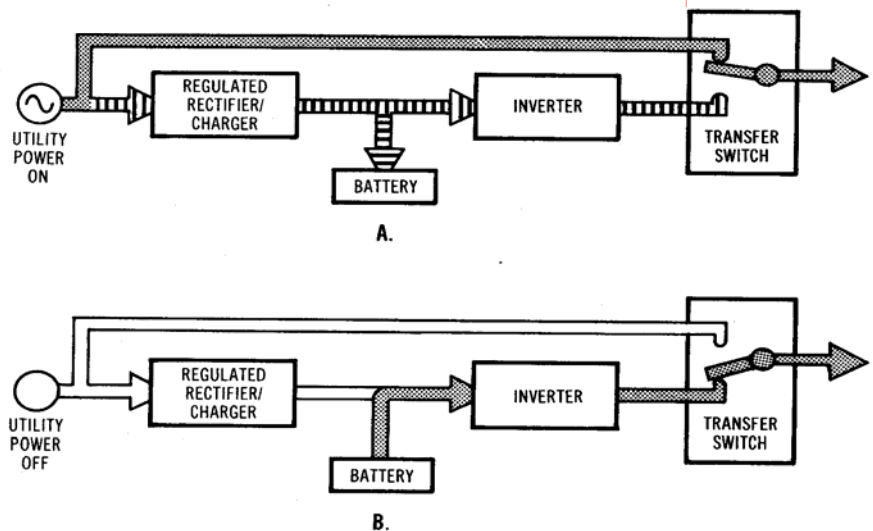 UTILITY
POWER
ON
REGULATED
RECTIFIER/
CHARGER
BATTERY
INVERTER
TRANSFER
SWITCH
A.
UTILITY
POWER
OFF
REGULATED
RECTIFIER/
CHARGER
BATTERY
INVERTER
TRANSFER
SWITCH
B.